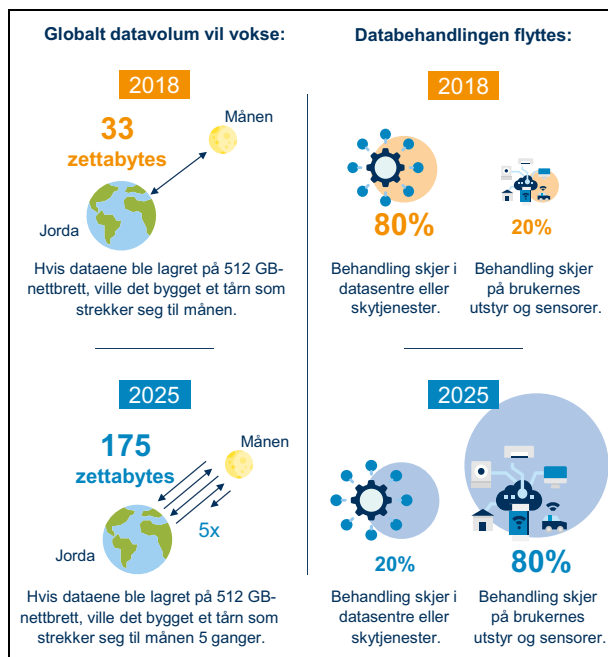 Globalt datavolum vil vokse:
2018
33
zettabytes
Månen
Jorda
Hvis dataene ble lagret på 512 GB-
nettbrett, ville det bygget et tårn som
strekker seg til månen.
2025
175
zettabytes
Månen
5x
Jorda
Hvis dataene ble lagret på 512 GB-
nettbrett, ville det bygget et tårn som
strekker seg til månen 5 ganger.
Databehandlingen flyttes:
2018
80%
Behandling skjer i
datasentre eller
skytjenester.
20%
Behandling skjer
på brukernes
utstyr og sensorer.
2025
20%
Behandling skjer i
datasentre eller
skytjenester.
80%
Behandling skjer
på brukernes
utstyr og sensorer.